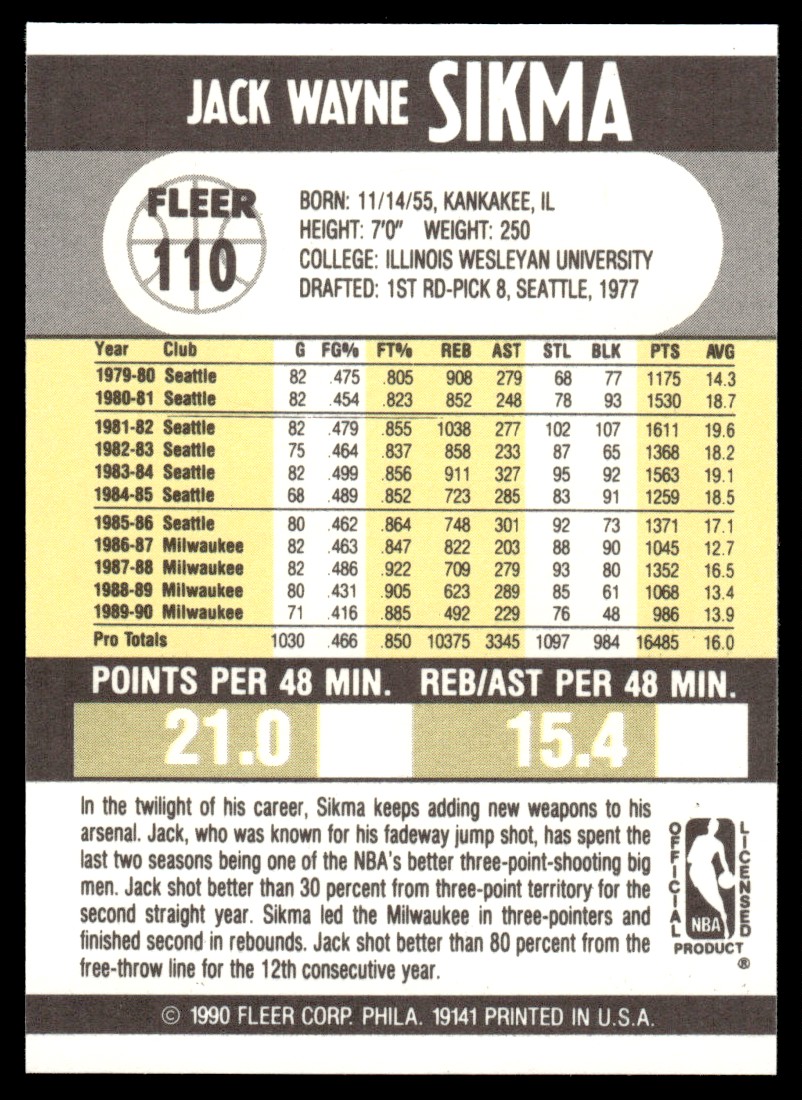 JACK WAYNE SIKMA
FLEER
110
BORN: 11/14/55, KANKAKEE, IL
HEIGHT: 7'0" WEIGHT: 250
COLLEGE: ILLINOIS WESLEYAN UNIVERSITY
DRAFTED: 1ST RD-PICK 8, SEATTLE, 1977
Year Club G FG% FT% REB AST STL BLK PTS AVG
1979-80 Seattle 82 .475 .805 908 279 68 77 1175 14.3
1980-81 Seattle 82 .454 .823 852 248 78 93 1530 18.7
1981-82 Seattle 82 .479 .855 1038 277 102 107 1611 19.6
1982-83 Seattle 75 .464 .837 858 233 87 65 1368 18.2
1983-84 Seattle 82 .499 .856 911 327 95 92 1563 19.1
1984-85 Seattle 68 .489 .852 723 285 83 91 1259 18.5
1985-86 Seattle 80 .462 .864 748 301 92 73 1371 17.1
1986-87 Milwaukee 82 .463 .847 822 203 88 90 1045 12.7
1987-88 Milwaukee 82 .486 .922 709 279 93 80 1352 16.5
1988-89 Milwaukee 80 .431 .905 623 289 85 61 1068 13.4
1989-90 Milwaukee 71 .416 .885 492 229 76 48 986 13.9
Pro Totals 1030 .466 .850 10375 3345 1097 984 16485 16.0
POINTS PER 48 MIN. REB/AST PER 48 MIN.
21.0 15.4
In the twilight of his career, Sikma keeps adding new weapons to his
arsenal. Jack, who was known for his fadeway jump shot, has spent the
last two seasons being one of the NBA's better three-point-shooting big
men. Jack shot better than 30 percent from three-point territory for the
second straight year. Sikma led the Milwaukee in three-pointers and
finished second in rebounds. Jack shot better than 80 percent from the
free-throw line for the 12th consecutive year.
OFFICIAL
LICENSED
NBA
PRODUCT
®
© 1990 FLEER CORP. PHILA. 19141 PRINTED IN U.S.A.